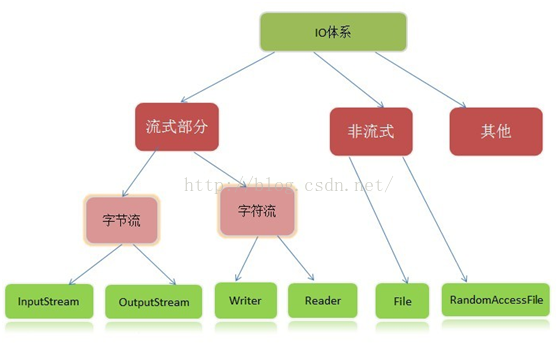 IO体系
流式部分
非流式
其他
http://blog.csdn.net/
字节流
字符流
InputStream
OutputStream
Writer
Reader
File
RandomAccessFile